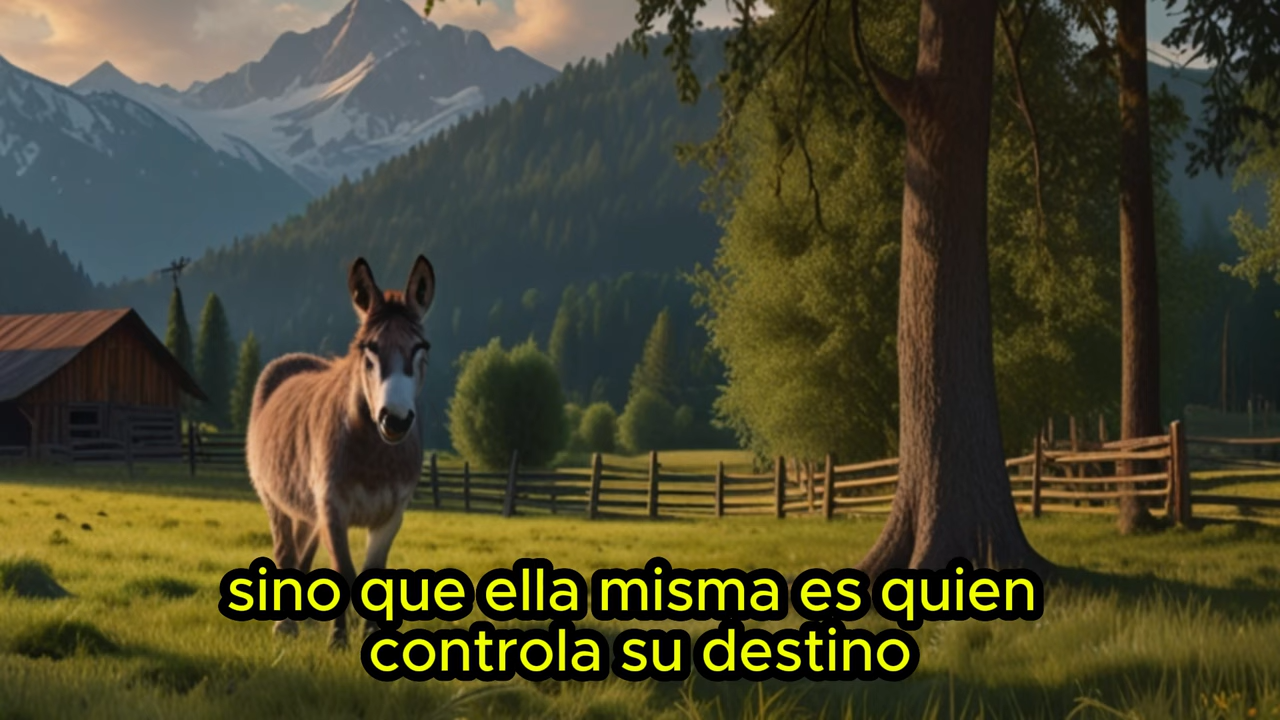 sino que ella misma es quien
controla su destino